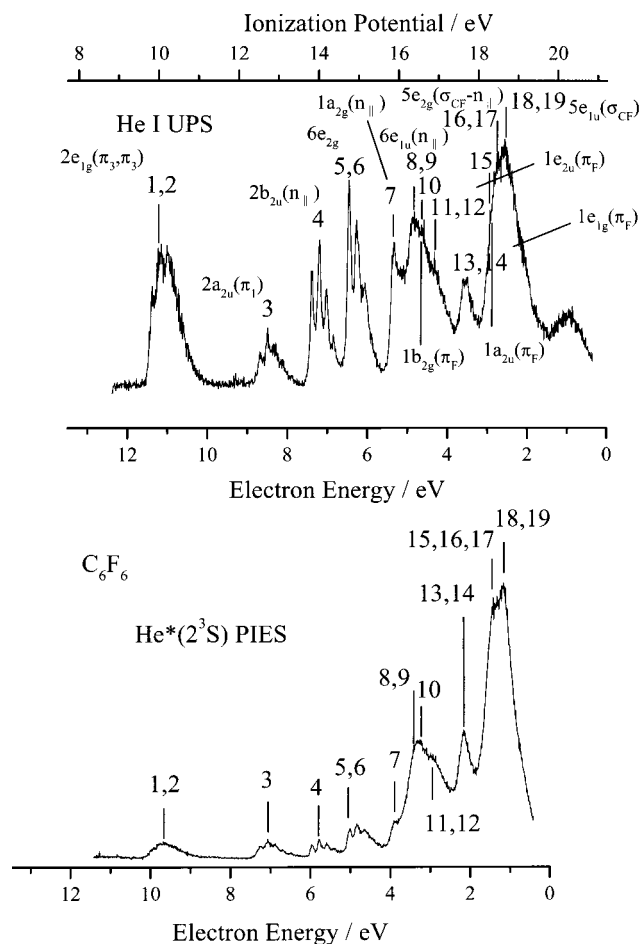 Ionization Potential / eV
8 10 12 14 16 18 20
He I UPS
5e₂g(σCF-n∥)
1a₂g(n∥)
18,19 5e₁u(σCF)
16,17
6e₂g
6e₁u(n∥)
2e₁g(π₃,π₃)
5,6
8,9
15
1e₂u(πF)
1,2
2b₂u(n∥)
7
10
4
11,12
1e₁g(πF)
2a₂u(π₁)
13,14
3
1b₂g(πF)
1a₂u(πF)
12 10 8 6 4 2 0
Electron Energy / eV
C₆F₆
18,19
15,16,17
13,14
He*(2³S) PIES
8,9
10
1,2
3
4
5,6
7
11,12
12 10 8 6 4 2 0
Electron Energy / eV